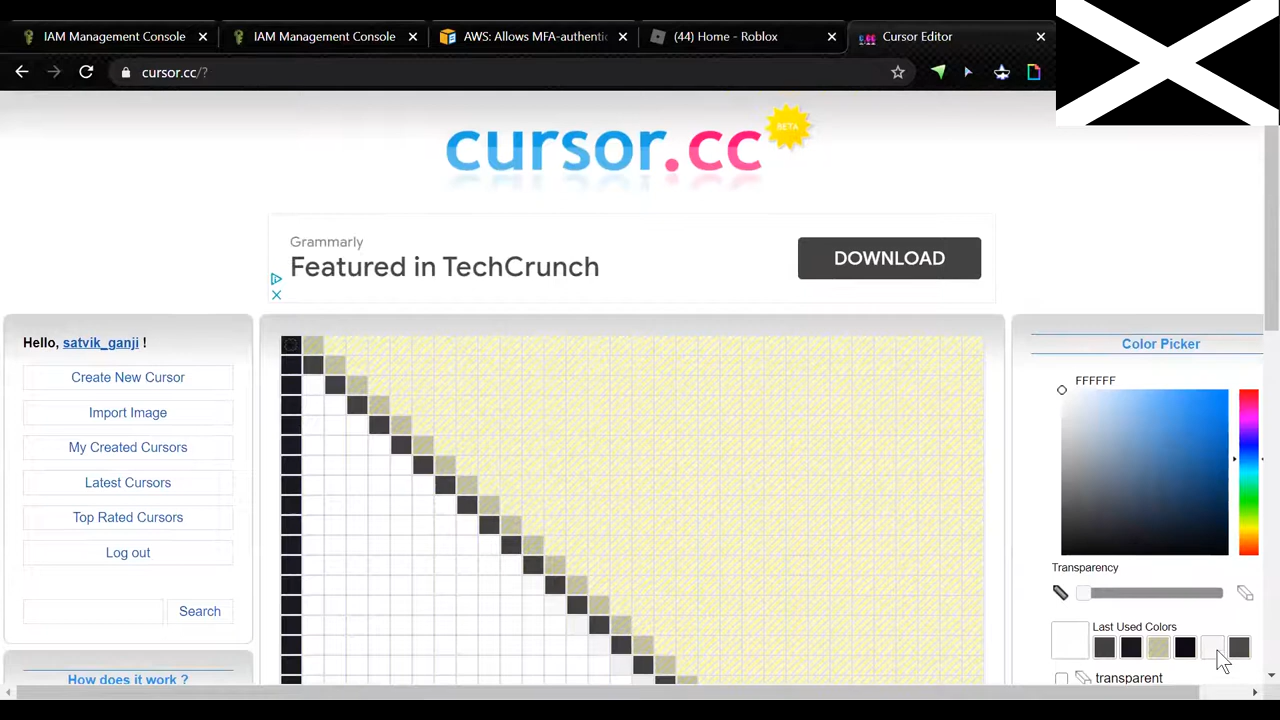 IAM Management Console
IAM Management Console
AWS: Allows MFA-authentic
(44) Home - Roblox
Cursor Editor
cursor.cc/?
cursor.cc
BETA
Grammarly
Featured in TechCrunch
DOWNLOAD
Hello, satvik_ganji !
Create New Cursor
Import Image
My Created Cursors
Latest Cursors
Top Rated Cursors
Log out
Search
How does it work ?
Color Picker
FFFFFF
Transparency
Last Used Colors
transparent